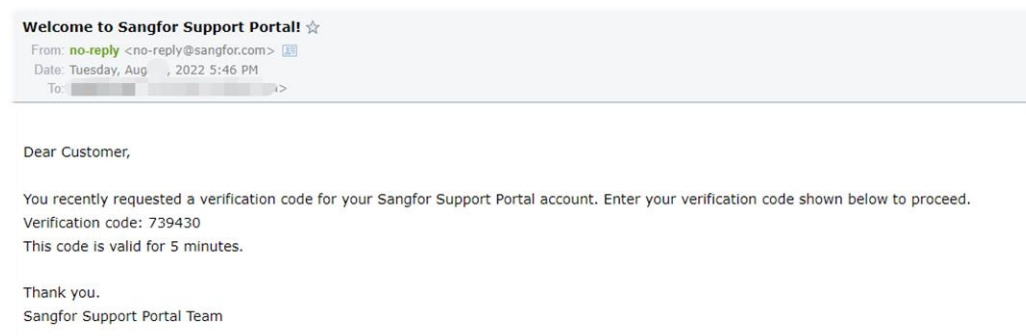 Welcome to Sangfor Support Portal!
From: no-reply <no-reply@sangfor.com>
Date: Tuesday, Aug , 2022 5:46 PM
To: >
Dear Customer,
You recently requested a verification code for your Sangfor Support Portal account. Enter your verification code shown below to proceed.
Verification code: 739430
This code is valid for 5 minutes.
Thank you.
Sangfor Support Portal Team